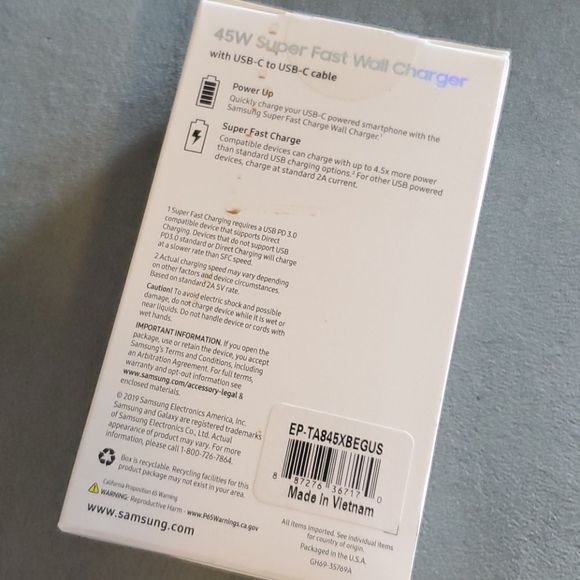 45W Super Fast Wall Charger
with USB-C to USB-C cable
Power Up
Quickly charge your USB-C powered smartphone with the
Samsung Super Fast Charge Wall Charger.¹
Super Fast Charge
Compatible devices can charge with up to 4.5x more power
than standard USB charging options.² For other USB powered
devices, charge at standard 2A current.
1 Super Fast Charging requires a USB PD 3.0
compatible device that supports Direct
Charging. Devices that do not support USB
PD3.0 standard or Direct Charging will charge
at a slower rate than SFC speed.
2 Actual charging speed may vary depending
on other factors and device circumstances.
Based on standard 2A 5V rate.
Caution! To avoid electric shock and possible
damage, do not charge device while it is wet or
near liquids. Do not handle device or cords with
wet hands.
IMPORTANT INFORMATION. If you open the
package, use or retain the device, you accept
Samsung's Terms and Conditions, including
an Arbitration Agreement. For full terms,
warranty and opt-out information see
www.samsung.com/accessory-legal &
enclosed materials.
© 2019 Samsung Electronics America, Inc.
Samsung and Galaxy are registered trademarks
of Samsung Electronics Co., Ltd. Actual
appearance of product may vary. For more
information, please call 1-800-726-7864.
Box is recyclable. Recycling facilities for this
product package may not exist in your area.
California Proposition 65 Warning
WARNING: Reproductive Harm - www.P65Warnings.ca.gov
www.samsung.com
EP-TA845XBEGUS
8 87276 36717 0
Made in Vietnam
All items imported. See individual items
for country of origin.
Packaged in the U.S.A.
GH69-35769A